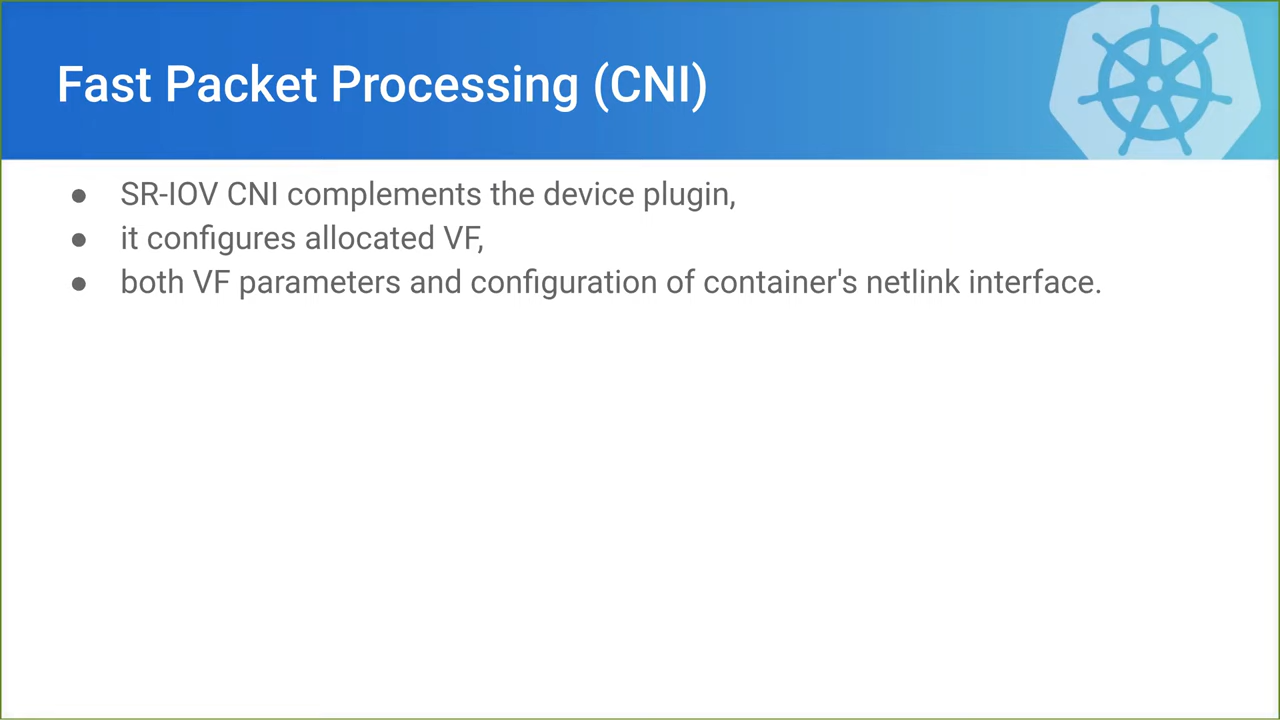 Fast Packet Processing (CNI)
● SR-IOV CNI complements the device plugin,
● it configures allocated VF,
● both VF parameters and configuration of container's netlink interface.